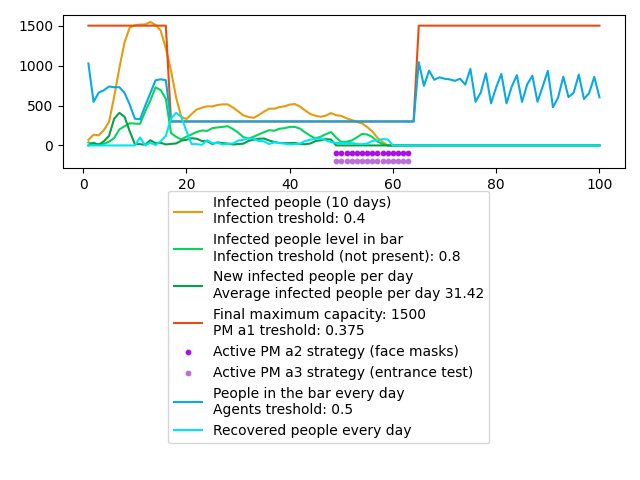 1500
1000
500
0
0 20 40 60 80 100
Infected people (10 days)
Infection treshold: 0.4
Infected people level in bar
Infection treshold (not present): 0.8
New infected people per day
Average infected people per day 31.42
Final maximum capacity: 1500
PM a1 treshold: 0.375
Active PM a2 strategy (face masks)
Active PM a3 strategy (entrance test)
People in the bar every day
Agents treshold: 0.5
Recovered people every day